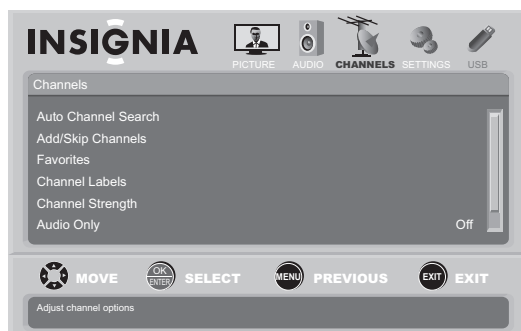 INSIGNIA
PICTURE AUDIO CHANNELS SETTINGS USB
Channels
Auto Channel Search
Add/Skip Channels
Favorites
Channel Labels
Channel Strength
Audio Only Off
MOVE OK ENTER SELECT MENU PREVIOUS EXIT EXIT
Adjust channel options